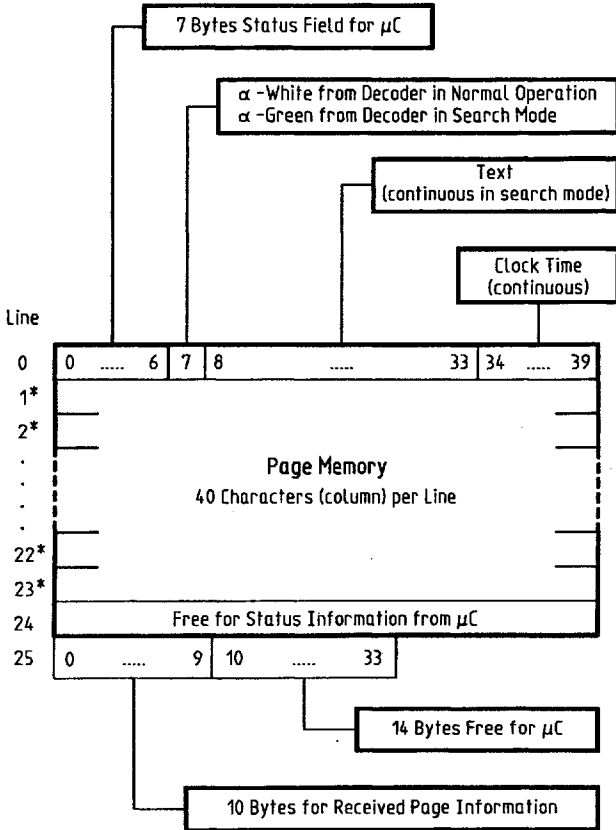 7 Bytes Status Field for µC
α -White from Decoder in Normal Operation
α -Green from Decoder in Search Mode
Text
(continuous in search mode)
Clock Time
(continuous)
Line
0 0 ..... 6 7 8 ..... 33 34 ..... 39
1*
2*
Page Memory
40 Characters (column) per Line
22*
23*
24 Free for Status Information from µC
25 0 ..... 9 10 ..... 33
14 Bytes Free for µC
10 Bytes for Received Page Information